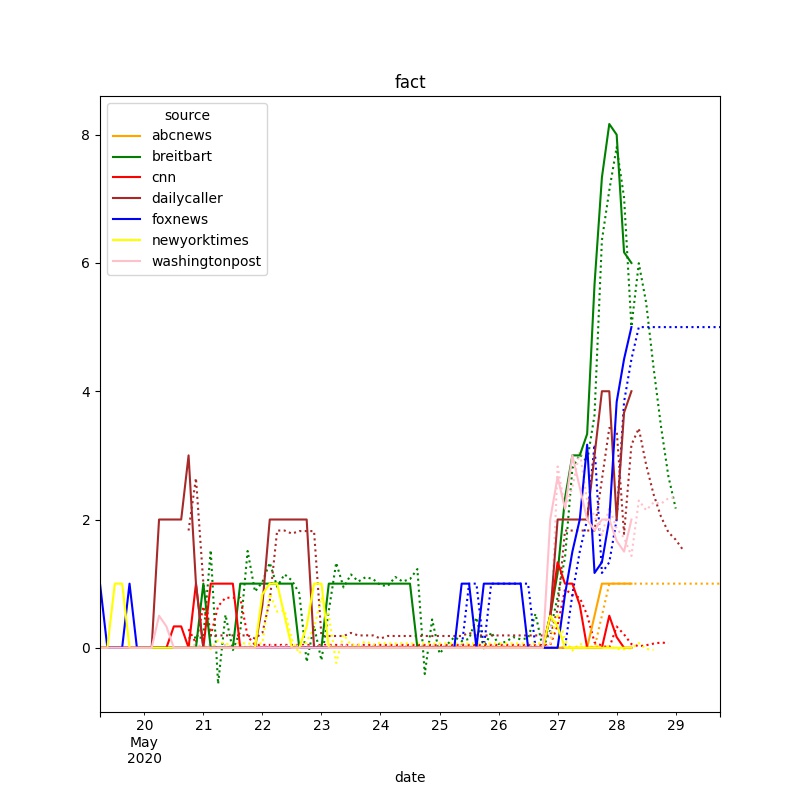 fact
source
abcnews
breitbart
cnn
dailycaller
foxnews
newyorktimes
washingtonpost
8
6
4
2
0
20 21 22 23 24 25 26 27 28 29
May
2020
date